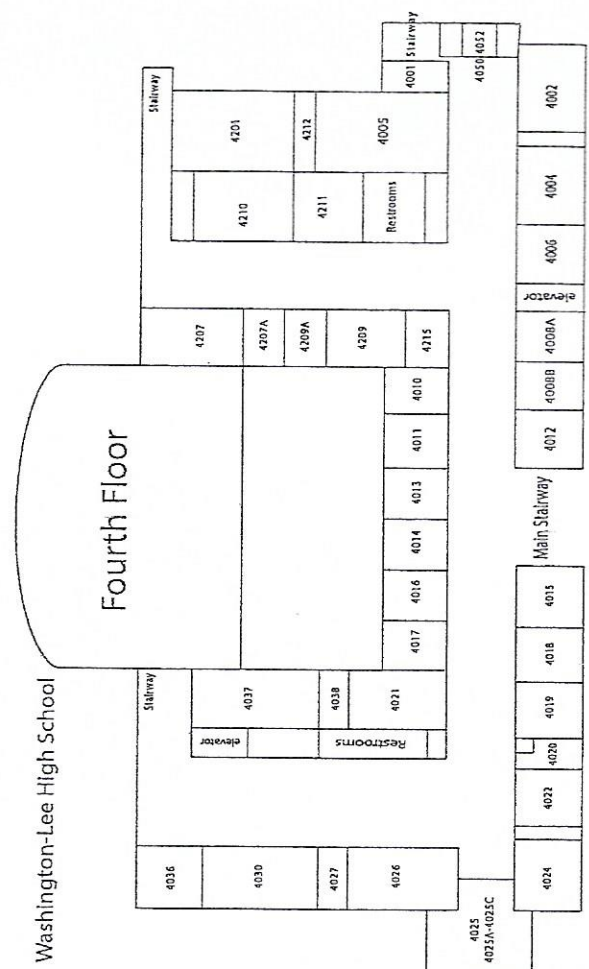 Washington-Lee High School
Fourth Floor
Stairway
4036
4030
4027
4026
4025
4025A-4025C
4024
4022
4020
4019
4018
4015
Main Stairway
4012
4008B
4008A
elevator
4006
4004
4002
Stairway
4037
4038
4021
elevator
Restrooms
4017
4016
4014
4013
4011
4010
4207
4207A
4209A
4209
4215
Stairway
4201
4212
4005
4210
4211
Restrooms
4001
Stairway
4050
4052